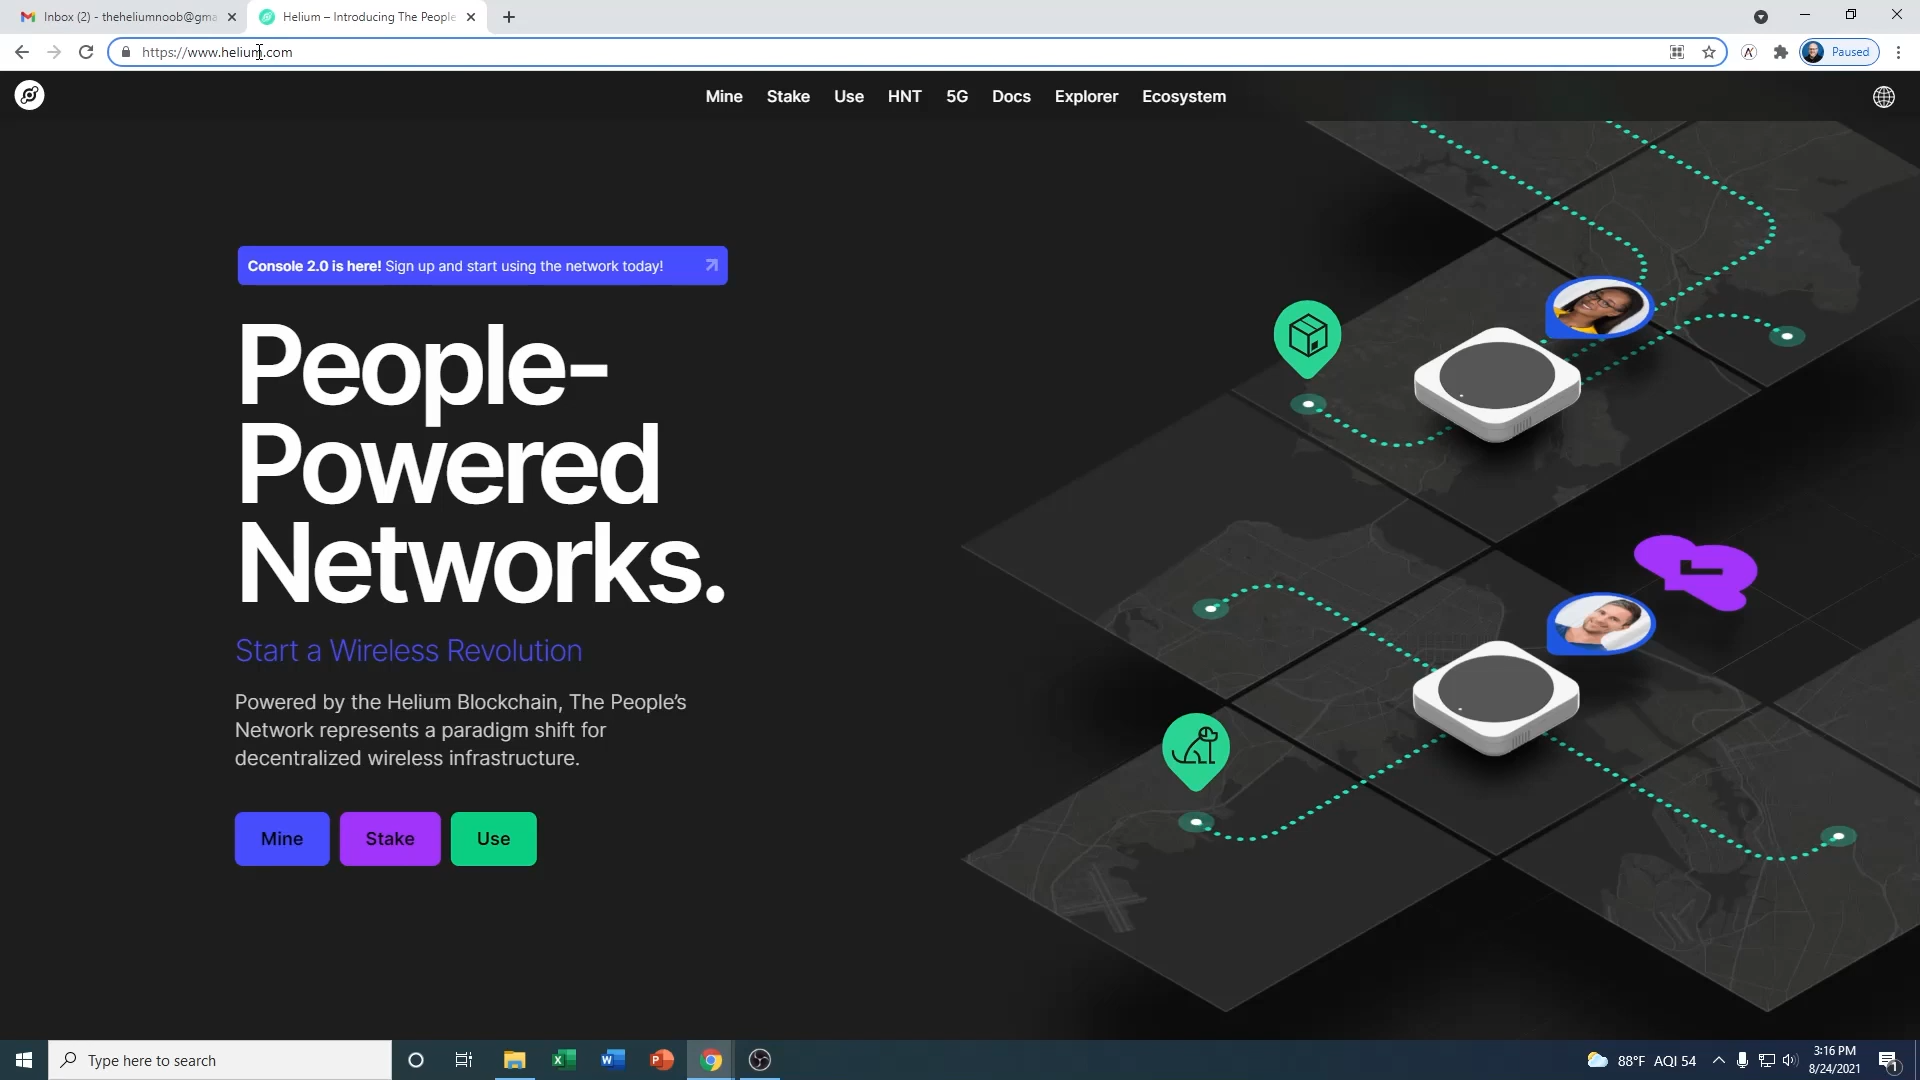 Inbox (2) - theheliumnoob@gma
Helium – Introducing The People
https://www.helium.com
Paused
Mine Stake Use HNT 5G Docs Explorer Ecosystem
Console 2.0 is here! Sign up and start using the network today!
People-
Powered
Networks.
Start a Wireless Revolution
Powered by the Helium Blockchain, The People’s
Network represents a paradigm shift for
decentralized wireless infrastructure.
Mine Stake Use
Type here to search
88°F AQI 54
3:16 PM
8/24/2021
1